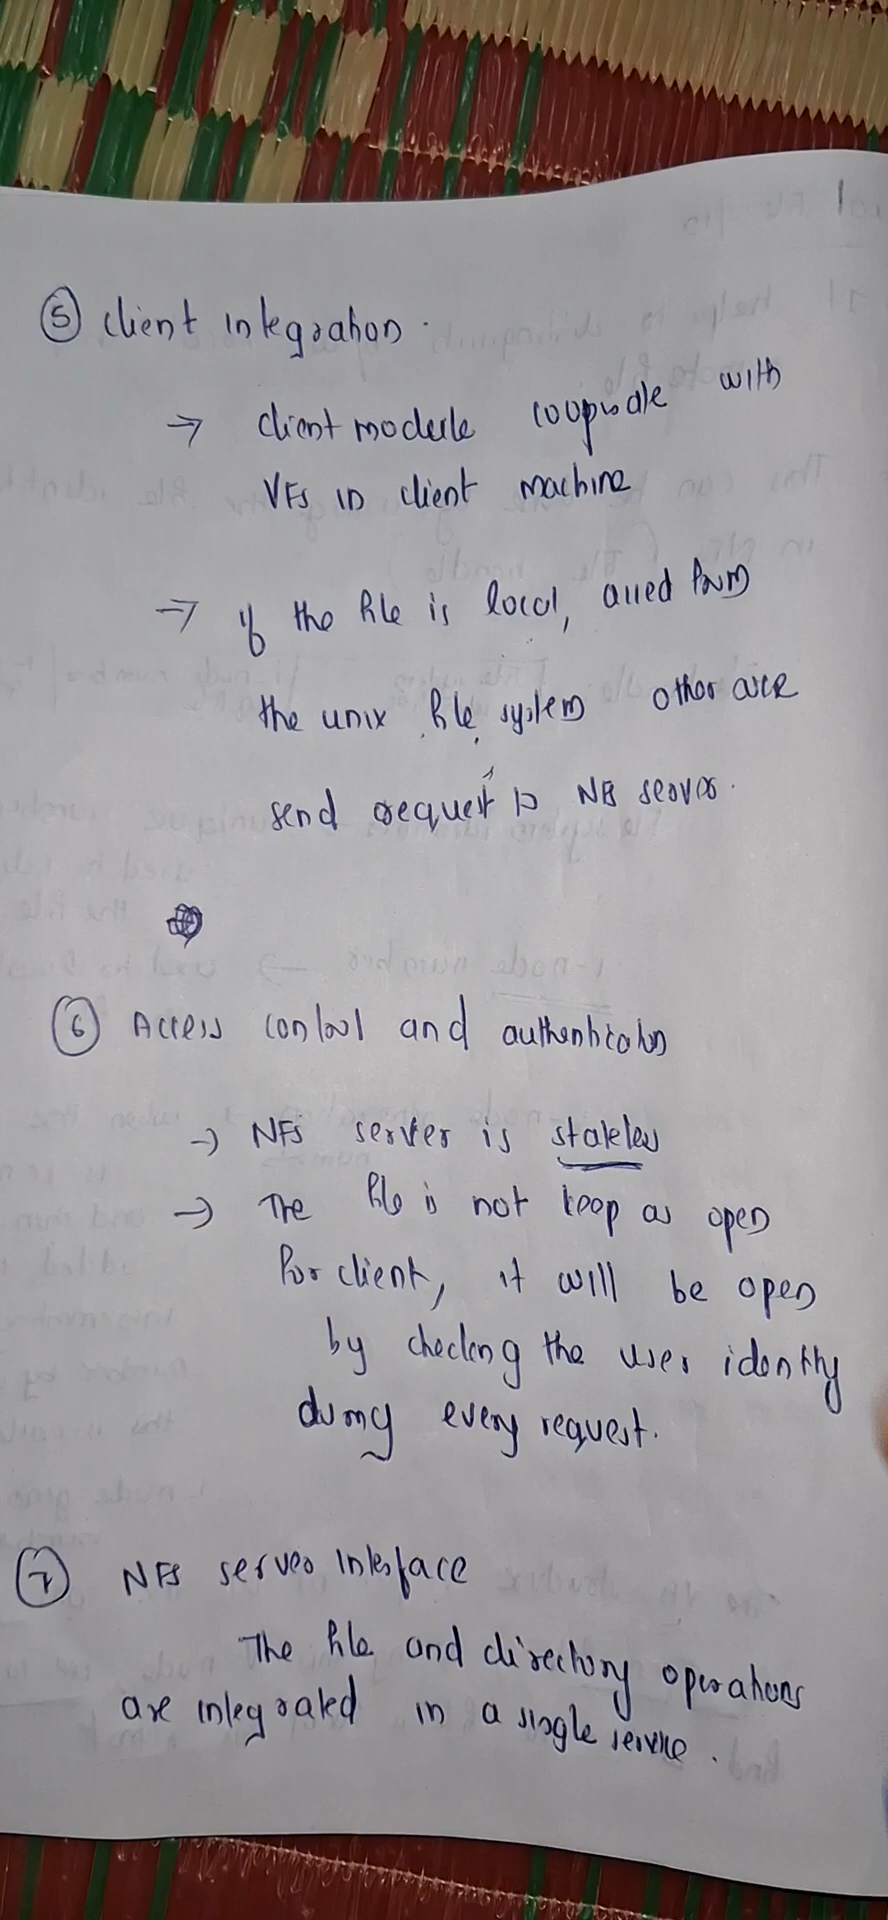 ⑤ client integration.
→ client module cooperate with
VFS in client machine
→ if the file is local, accessed from
the unix file system otherwise
send request to NFS server.
⑥ Access control and authentication
→ NFS server is stateless
→ The file is not keep as open
for client, it will be open
by checking the user identity
during every request.
⑦ NFS server interface
The file and directory operations
are integrated in a single service.